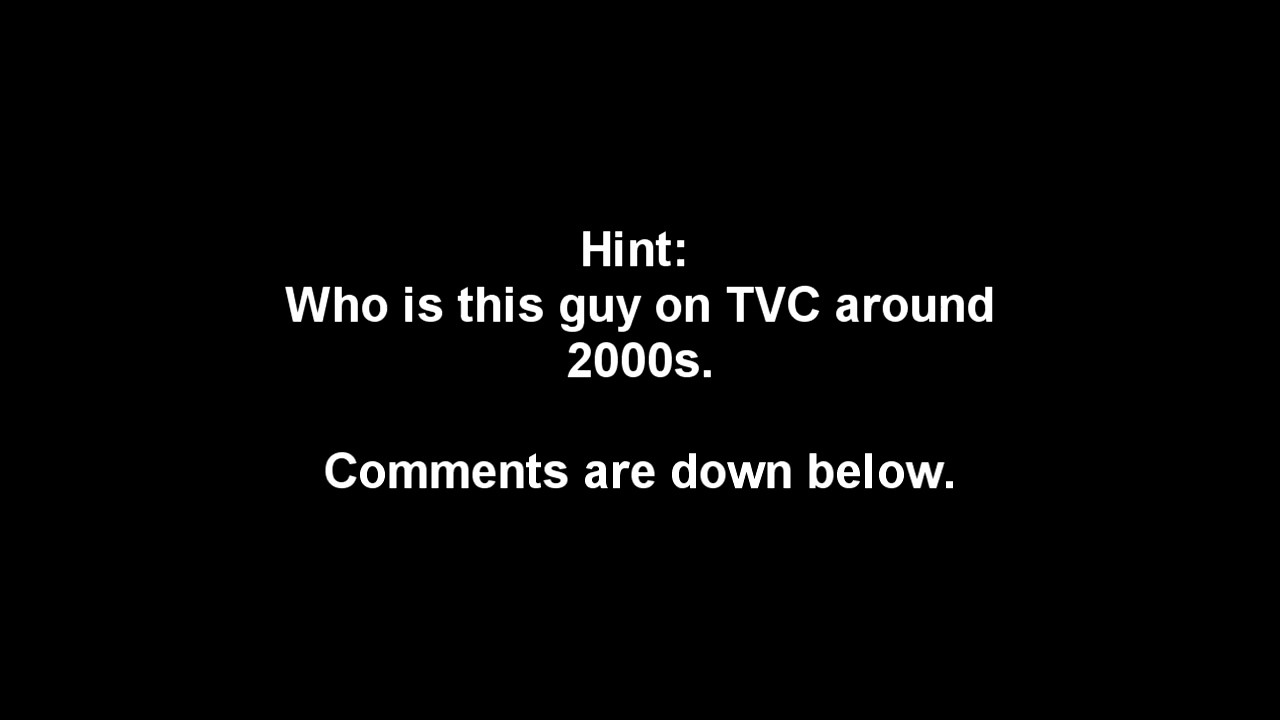 Hint:
Who is this guy on TVC around
2000s.
Comments are down below.